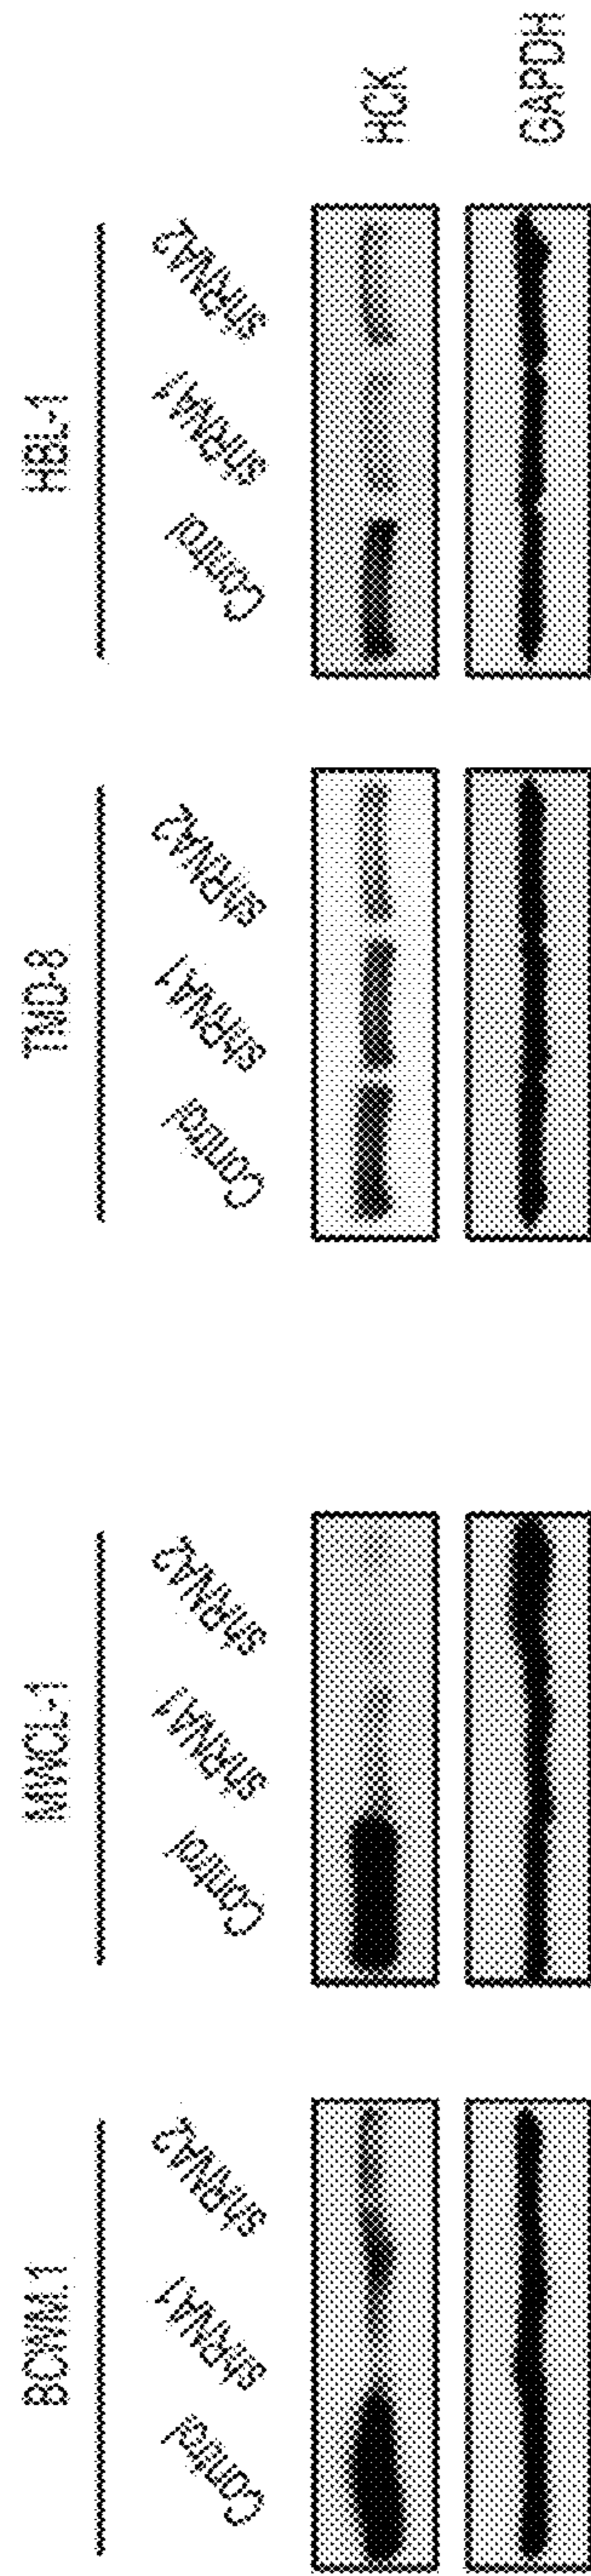 BCWM.1 MWCL-1 TMD-8 HBL-1
Control shRNA1 shRNA2 Control shRNA1 shRNA2 Control shRNA1 shRNA2 Control shRNA1 shRNA2
HCK
GAPDH